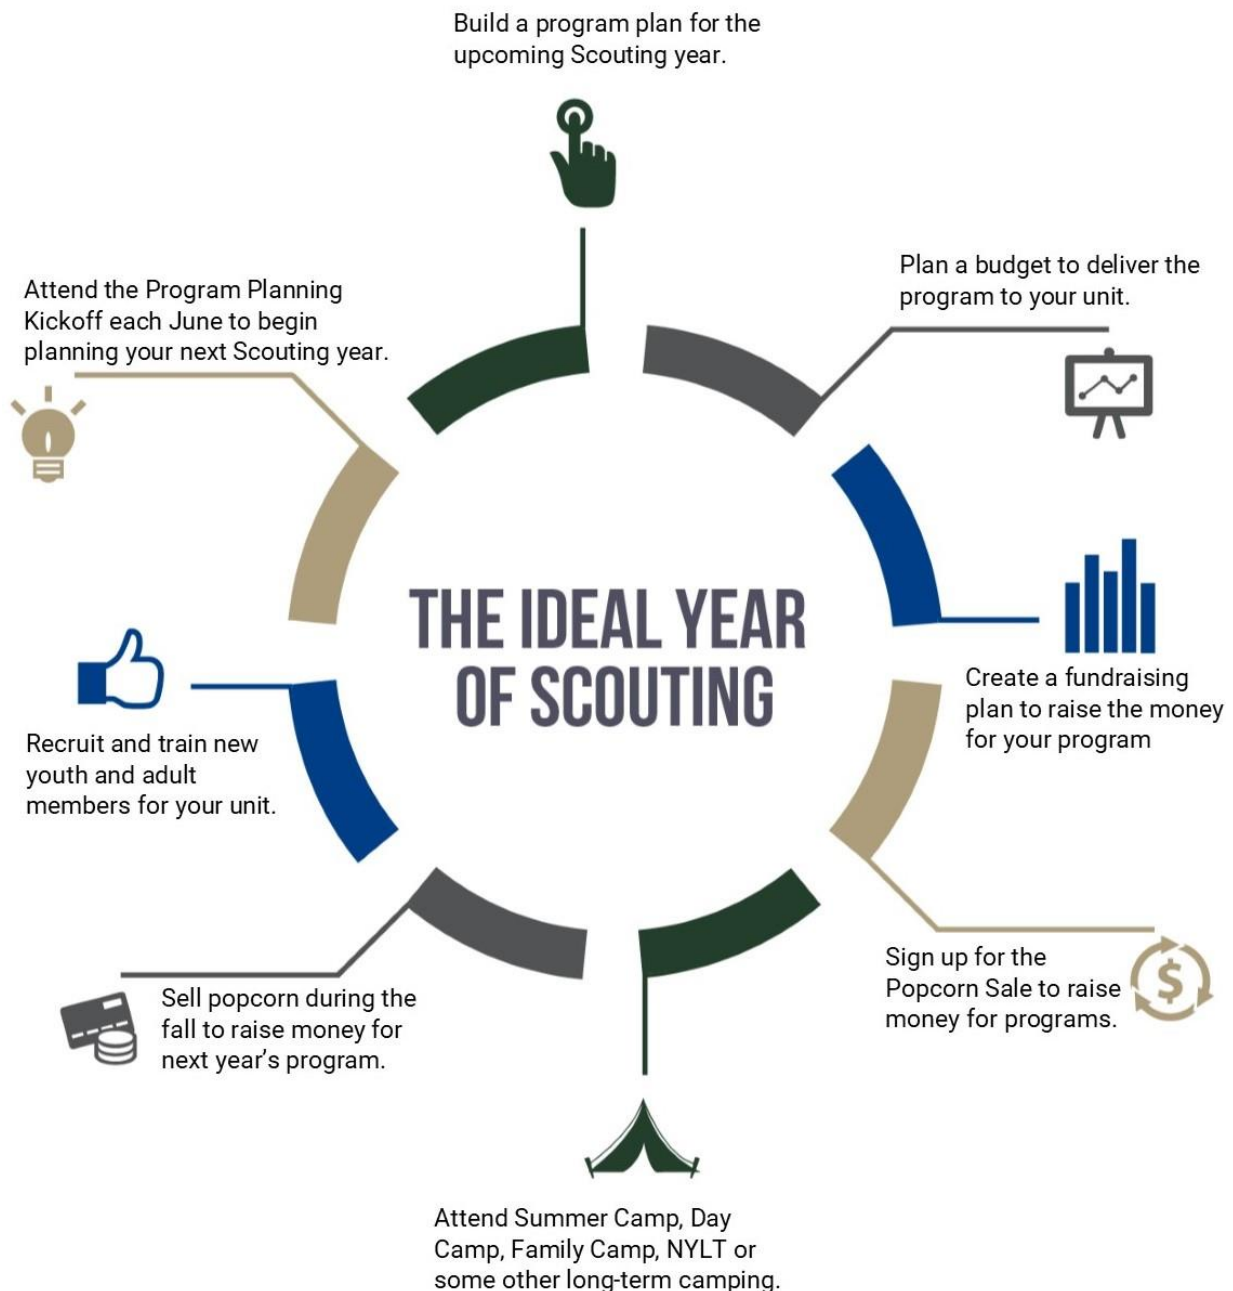 Build a program plan for the
upcoming Scouting year.
Plan a budget to deliver the
program to your unit.
Attend the Program Planning
Kickoff each June to begin
planning your next Scouting year.
THE IDEAL YEAR
OF SCOUTING
Create a fundraising
plan to raise the money
for your program
Recruit and train new
youth and adult
members for your unit.
Sign up for the
Popcorn Sale to raise
money for programs.
$
Sell popcorn during the
fall to raise money for
next year’s program.
Attend Summer Camp, Day
Camp, Family Camp, NYLT or
some other long-term camping.